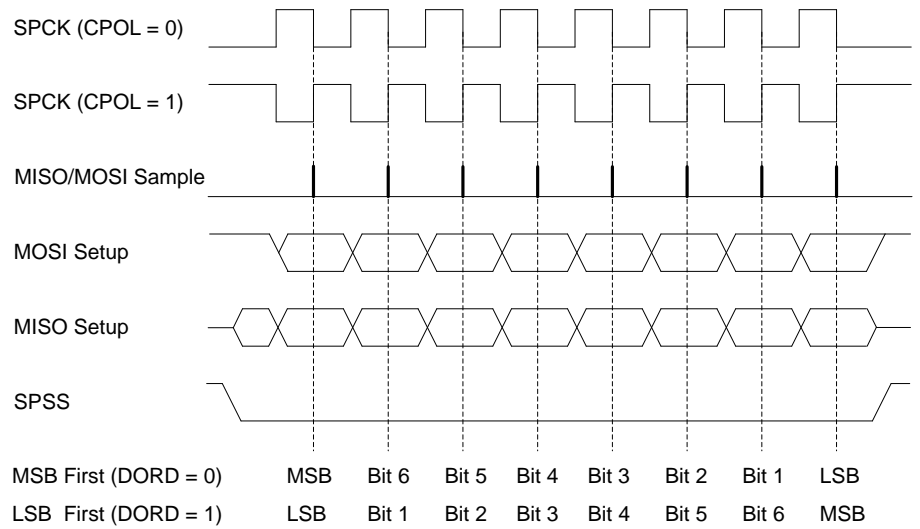 SPCK (CPOL = 0)
SPCK (CPOL = 1)
MISO/MOSI Sample
MOSI Setup
MISO Setup
SPSS
MSB First (DORD = 0) MSB Bit 6 Bit 5 Bit 4 Bit 3 Bit 2 Bit 1 LSB
LSB First (DORD = 1) LSB Bit 1 Bit 2 Bit 3 Bit 4 Bit 5 Bit 6 MSB